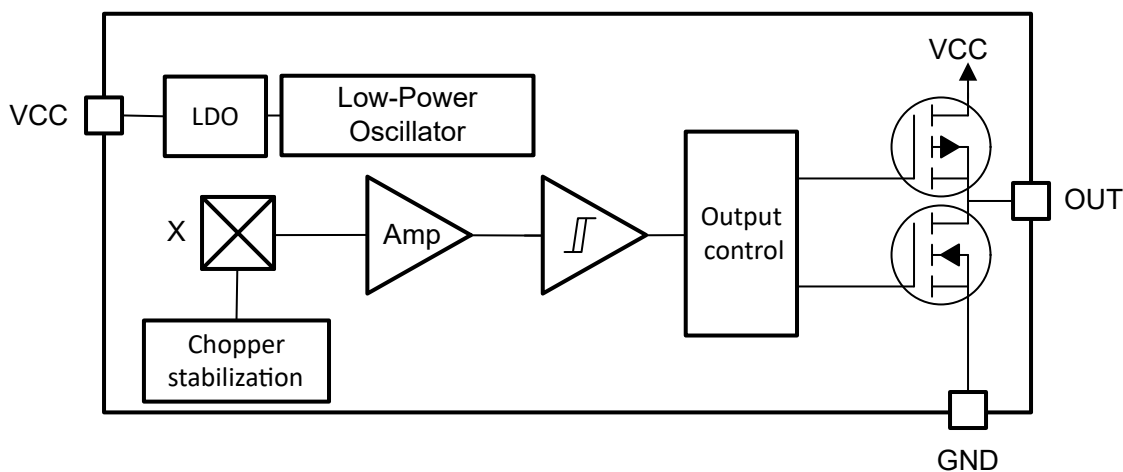 VCC
VCC
LDO
Low-Power
Oscillator
X
Amp
Output
control
OUT
Chopper
stabilization
GND